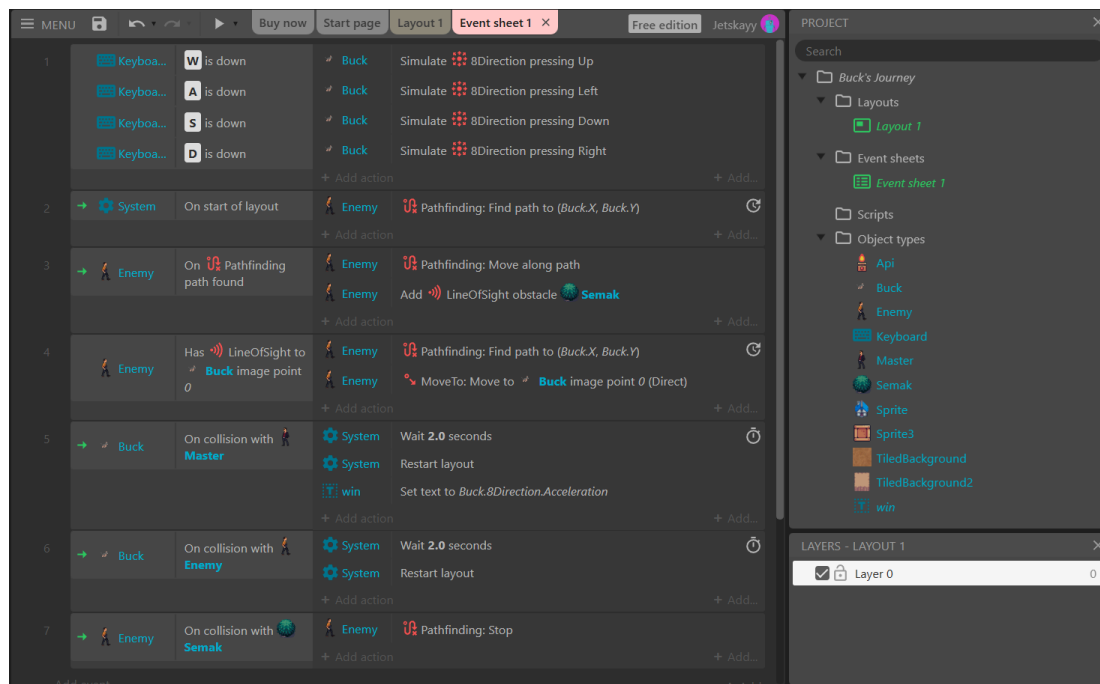 MENU Buy now Start page Layout 1 Event sheet 1 × Free edition Jetskayy
1 Keyboa... W is down Buck Simulate 8Direction pressing Up
Keyboa... A is down Buck Simulate 8Direction pressing Left
Keyboa... S is down Buck Simulate 8Direction pressing Down
Keyboa... D is down Buck Simulate 8Direction pressing Right
+ Add action + Add...
2 System On start of layout Enemy Pathfinding: Find path to (Buck.X, Buck.Y)
+ Add action + Add...
3 Enemy On Pathfinding path found Enemy Pathfinding: Move along path
Enemy Add LineOfSight obstacle Semak
+ Add action + Add...
4 Enemy Has LineOfSight to Buck image point 0 Enemy Pathfinding: Find path to (Buck.X, Buck.Y)
Enemy MoveTo: Move to Buck image point 0 (Direct)
+ Add action + Add...
5 Buck On collision with Master System Wait 2.0 seconds
System Restart layout
T win Set text to Buck.8Direction.Acceleration
+ Add action + Add...
6 Buck On collision with Enemy System Wait 2.0 seconds
System Restart layout
+ Add action + Add...
7 Enemy On collision with Semak Enemy Pathfinding: Stop
+ Add action + Add...
PROJECT
Search
Buck's Journey
Layouts
Layout 1
Event sheets
Event sheet 1
Scripts
Object types
Api
Buck
Enemy
Keyboard
Master
Semak
Sprite
Sprite3
TiledBackground
TiledBackground2
T win
LAYERS - LAYOUT 1
Layer 0 0